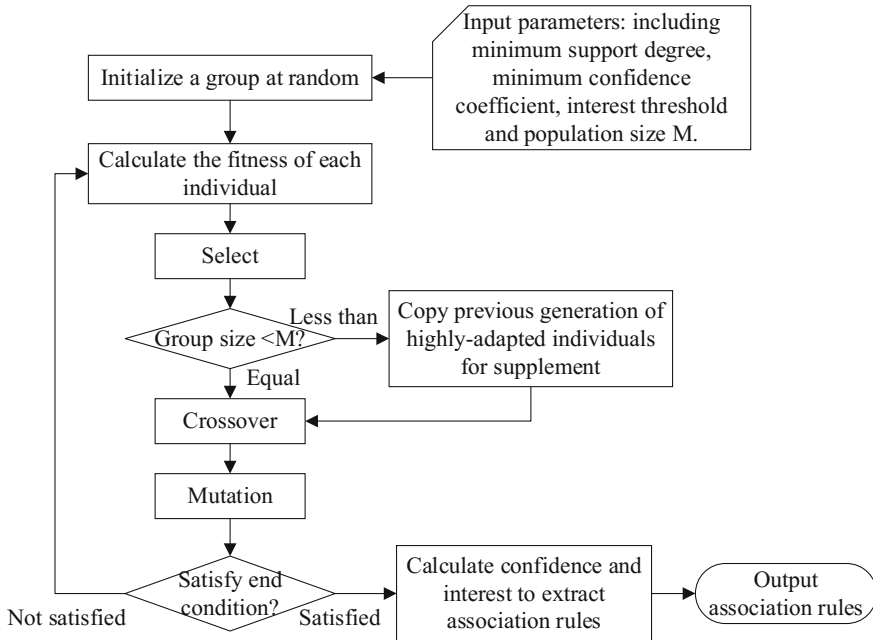 Input parameters: including
minimum support degree,
minimum confidence
coefficient, interest threshold
and population size M.
Initialize a group at random
Calculate the fitness of each
individual
Select
Group size <M?
Less than
Copy previous generation of
highly-adapted individuals
for supplement
Equal
Crossover
Mutation
Satisfy end
condition?
Not satisfied
Satisfied
Calculate confidence and
interest to extract
association rules
Output
association rules